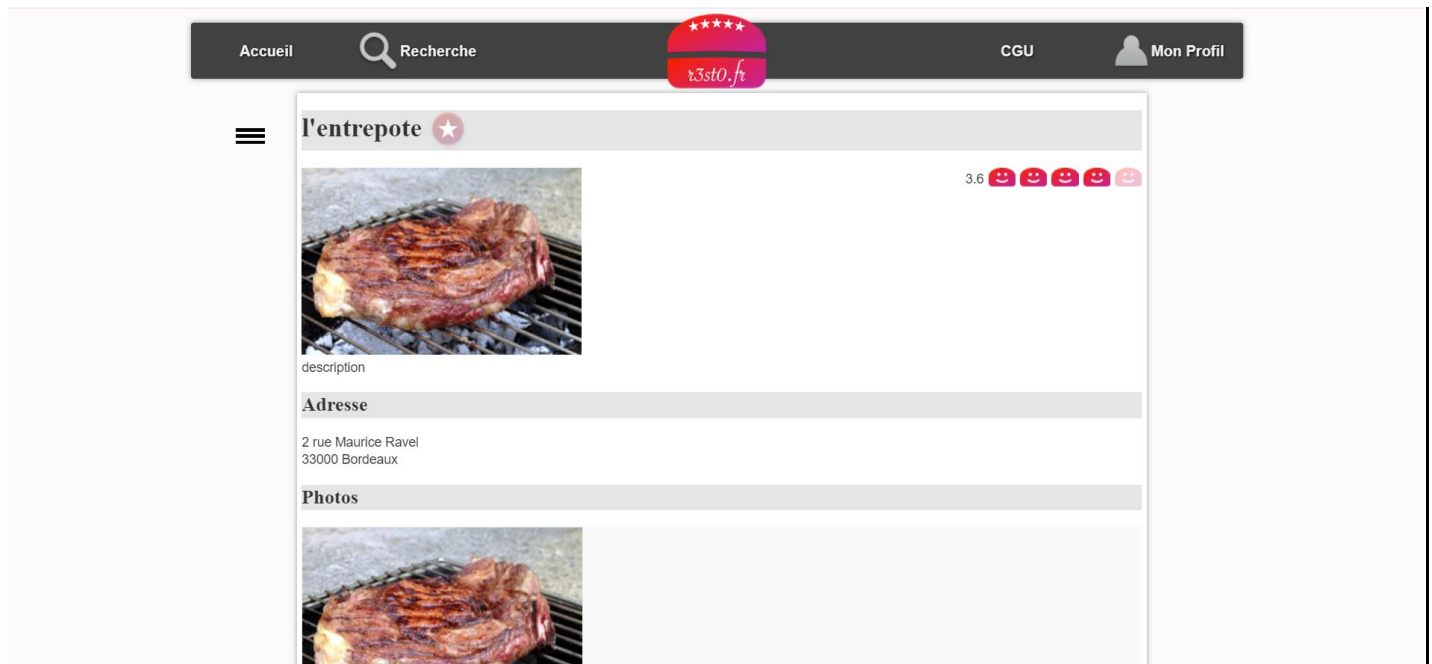 Accueil
Recherche
r3st0.fr
CGU
Mon Profil
l'entrepote
3.6
description
Adresse
2 rue Maurice Ravel
33000 Bordeaux
Photos